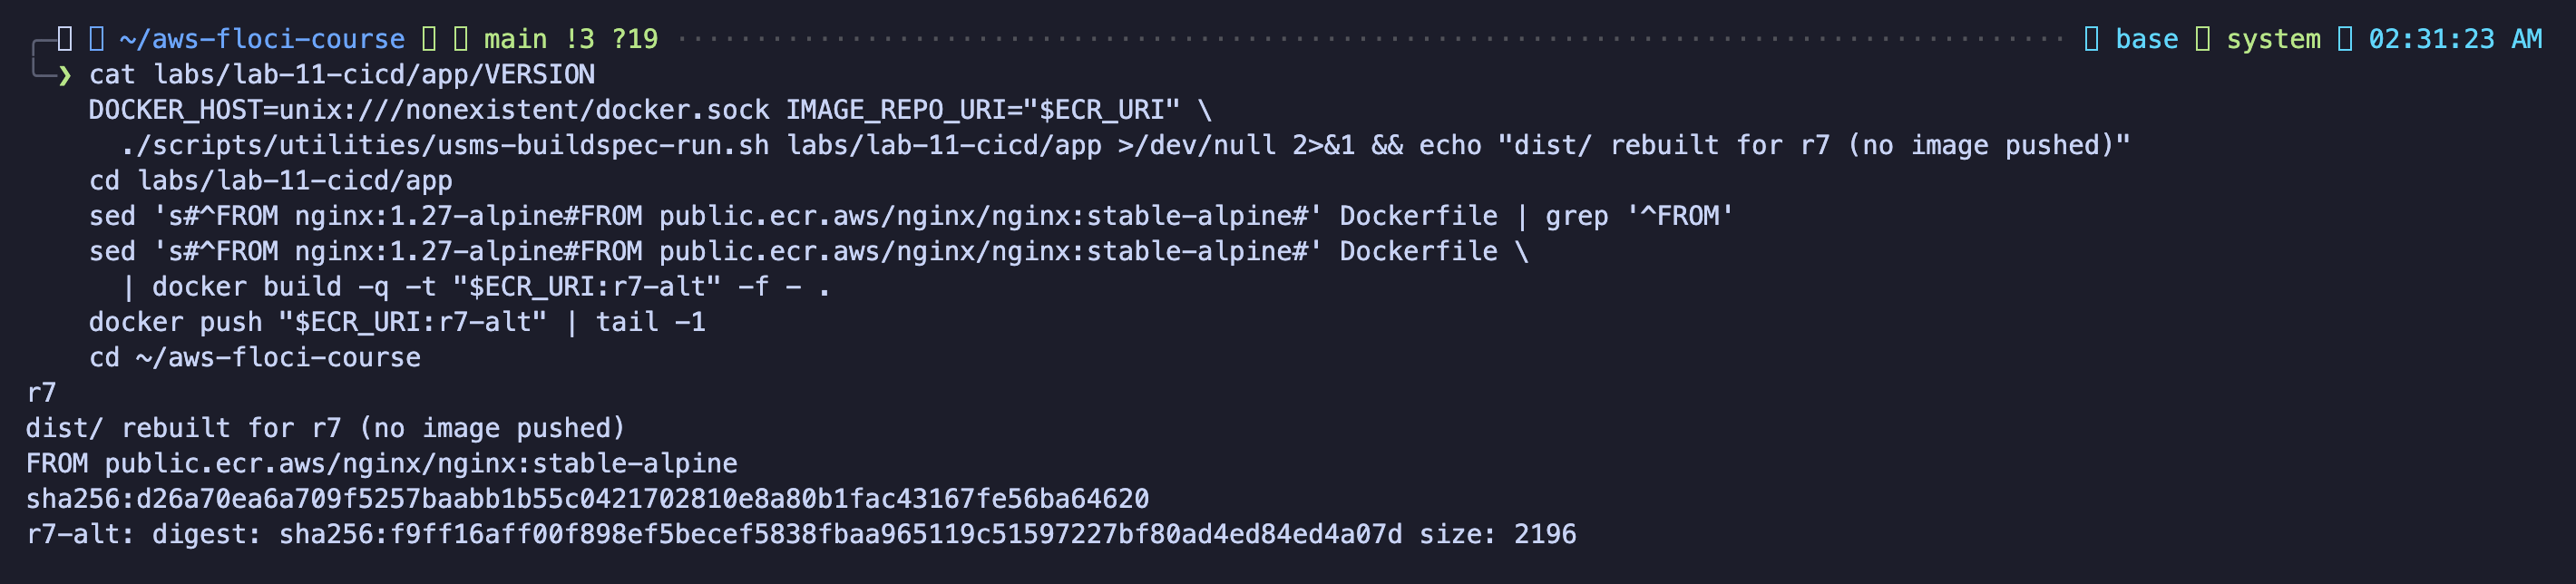 ~/aws-floci-course main !3 ?19 base system 02:31:23 AM
❯ cat labs/lab-11-cicd/app/VERSION
DOCKER_HOST=unix:///nonexistent/docker.sock IMAGE_REPO_URI="$ECR_URI" \
./scripts/utilities/usms-buildspec-run.sh labs/lab-11-cicd/app >/dev/null 2>&1 && echo "dist/ rebuilt for r7 (no image pushed)"
cd labs/lab-11-cicd/app
sed 's#^FROM nginx:1.27-alpine#FROM public.ecr.aws/nginx/nginx:stable-alpine#' Dockerfile | grep '^FROM'
sed 's#^FROM nginx:1.27-alpine#FROM public.ecr.aws/nginx/nginx:stable-alpine#' Dockerfile \
| docker build -q -t "$ECR_URI:r7-alt" -f - .
docker push "$ECR_URI:r7-alt" | tail -1
cd ~/aws-floci-course
r7
dist/ rebuilt for r7 (no image pushed)
FROM public.ecr.aws/nginx/nginx:stable-alpine
sha256:d26a70ea6a709f5257baabb1b55c0421702810e8a80b1fac43167fe56ba64620
r7-alt: digest: sha256:f9ff16aff00f898ef5becef5838fbaa965119c51597227bf80ad4ed84ed4a07d size: 2196